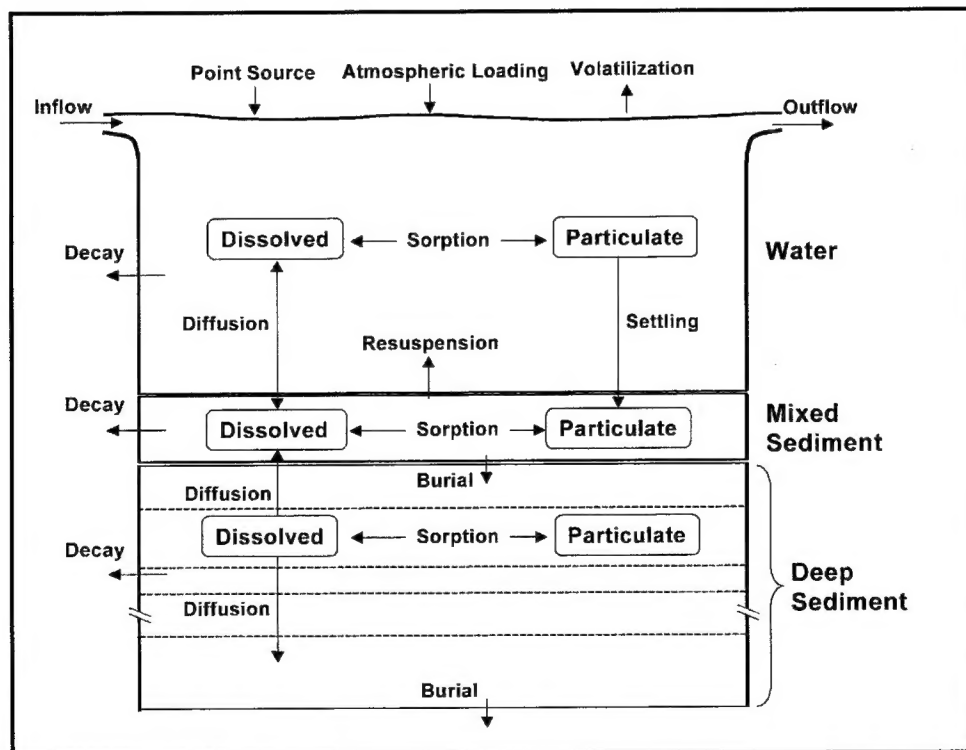 Point Source Atmospheric Loading Volatilization
Inflow Outflow
Dissolved Sorption Particulate
Decay Water
Diffusion Settling
Resuspension
Decay Mixed
Dissolved Sorption Particulate
Sediment
Burial
Diffusion
Dissolved Sorption Particulate
Decay
Deep
Sediment
Diffusion
Burial